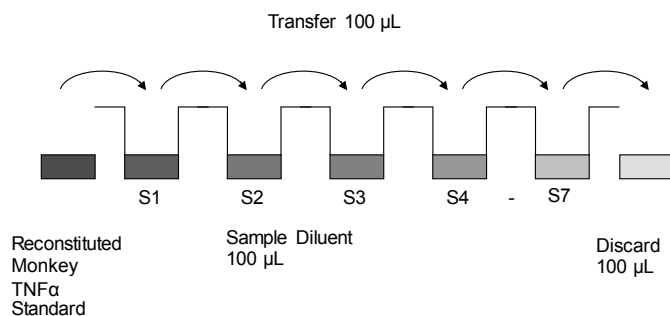 Transfer 100 µL
S1 S2 S3 S4 - S7
Reconstituted
Monkey
TNFα
Standard
Sample Diluent
100 µL
Discard
100 µL